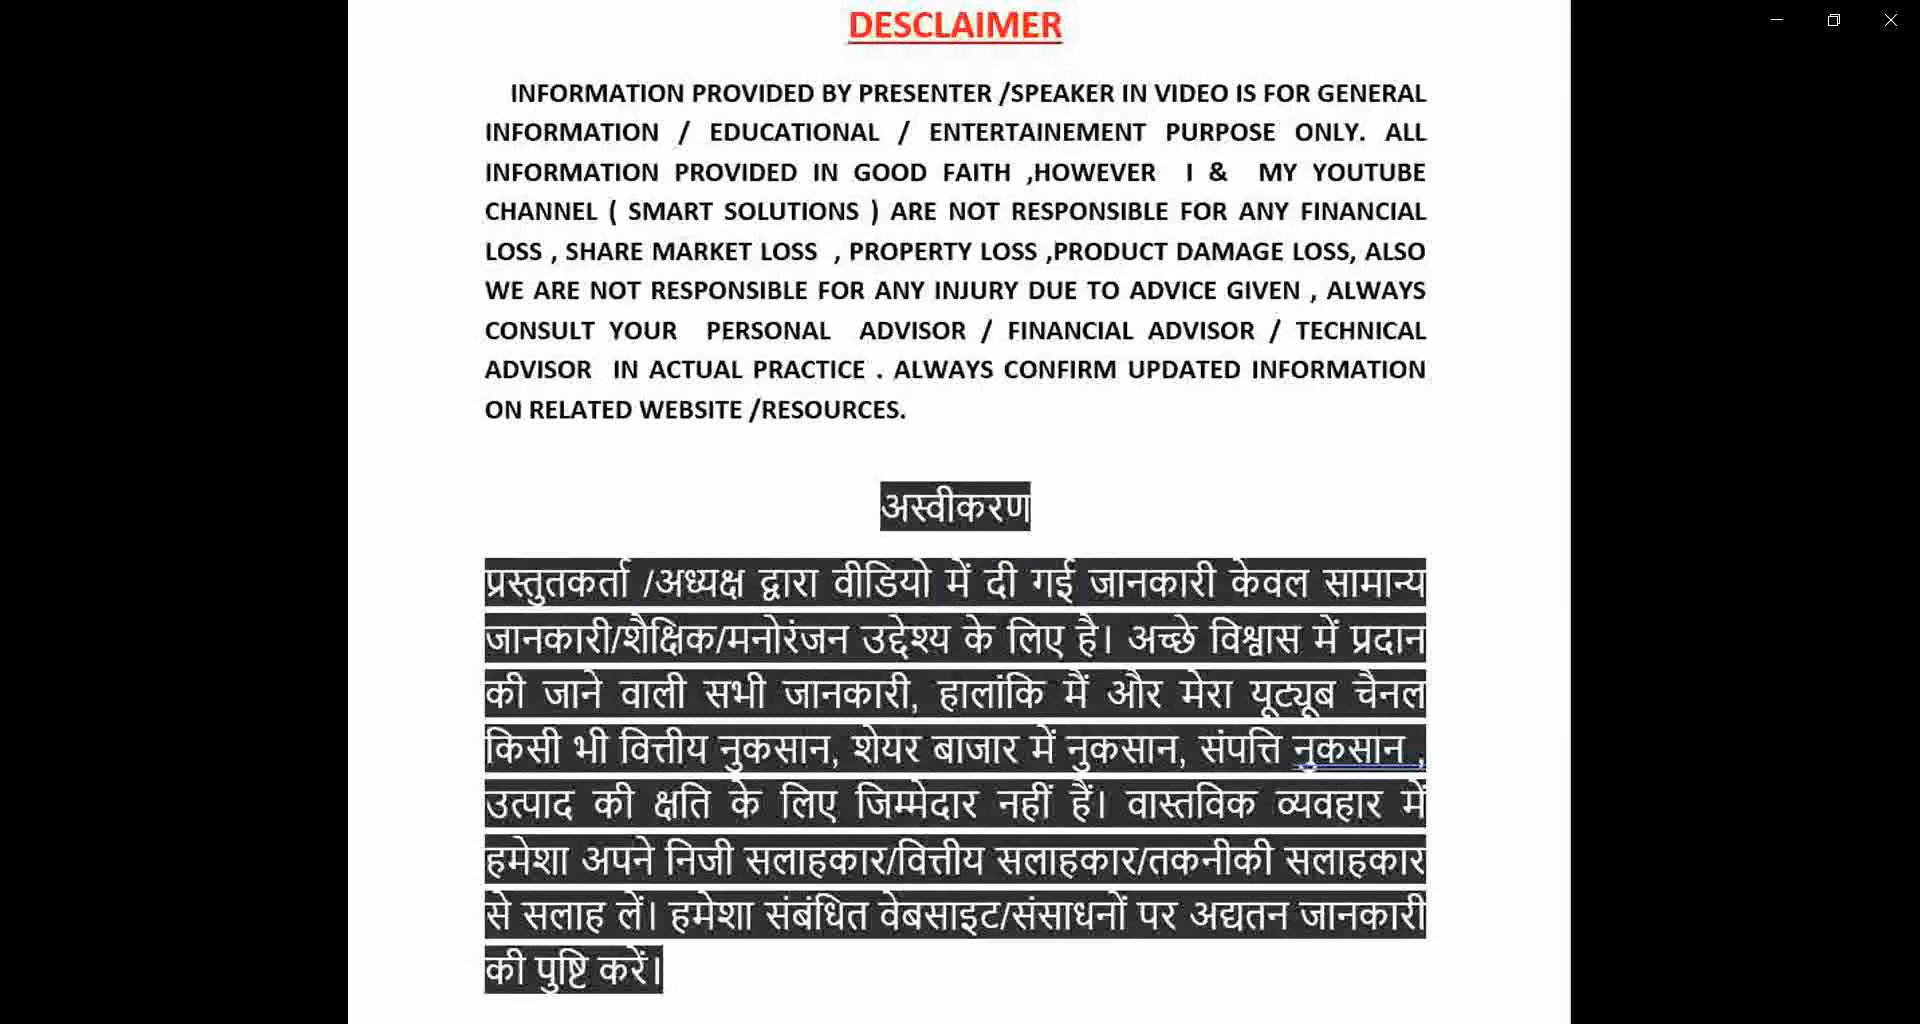 DESCLAIMER
INFORMATION PROVIDED BY PRESENTER /SPEAKER IN VIDEO IS FOR GENERAL
INFORMATION / EDUCATIONAL / ENTERTAINEMENT PURPOSE ONLY. ALL
INFORMATION PROVIDED IN GOOD FAITH ,HOWEVER I & MY YOUTUBE
CHANNEL ( SMART SOLUTIONS ) ARE NOT RESPONSIBLE FOR ANY FINANCIAL
LOSS , SHARE MARKET LOSS , PROPERTY LOSS ,PRODUCT DAMAGE LOSS, ALSO
WE ARE NOT RESPONSIBLE FOR ANY INJURY DUE TO ADVICE GIVEN , ALWAYS
CONSULT YOUR PERSONAL ADVISOR / FINANCIAL ADVISOR / TECHNICAL
ADVISOR IN ACTUAL PRACTICE . ALWAYS CONFIRM UPDATED INFORMATION
ON RELATED WEBSITE /RESOURCES.
अस्वीकरण
प्रस्तुतकर्ता /अध्यक्ष द्वारा वीडियो में दी गई जानकारी केवल सामान्य
जानकारी/शैक्षिक/मनोरंजन उद्देश्य के लिए है। अच्छे विश्वास में प्रदान
की जाने वाली सभी जानकारी, हालांकि मैं और मेरा यूट्यूब चैनल
किसी भी वित्तीय नुकसान, शेयर बाजार में नुकसान, संपत्ति नुकसान ,
उत्पाद की क्षति के लिए जिम्मेदार नहीं हैं। वास्तविक व्यवहार में
हमेशा अपने निजी सलाहकार/वित्तीय सलाहकार/तकनीकी सलाहकार
से सलाह लें। हमेशा संबंधित वेबसाइट/संसाधनों पर अद्यतन जानकारी
की पुष्टि करें।